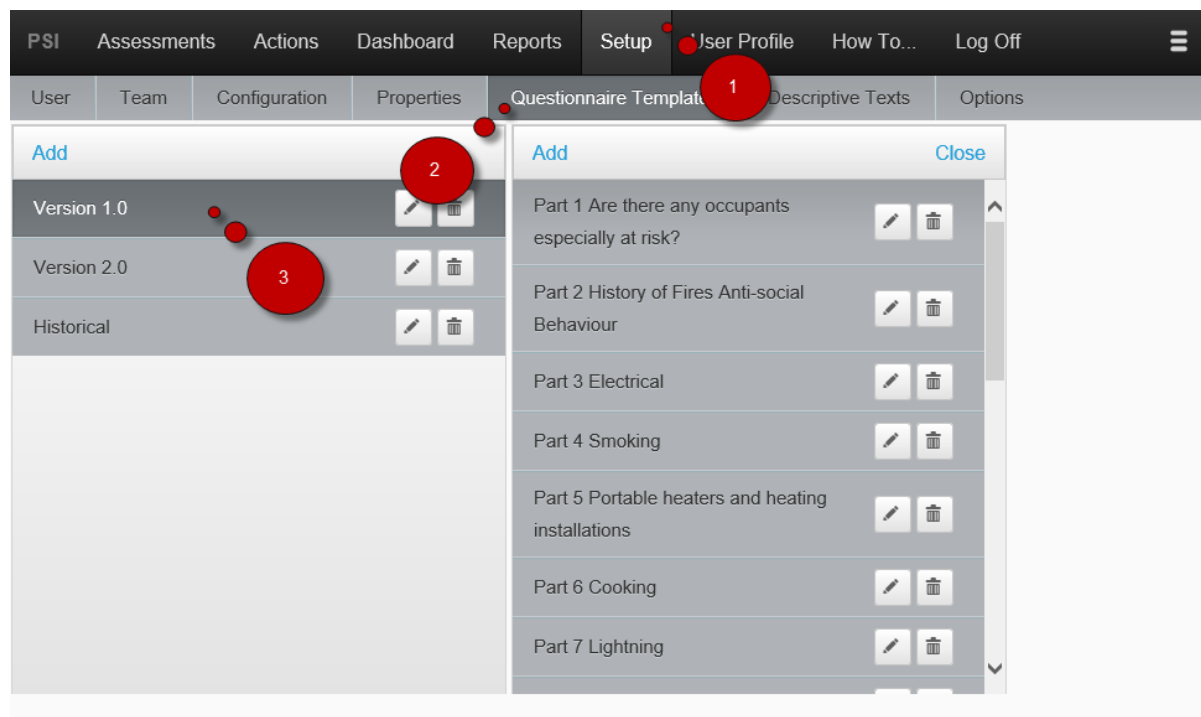 PSI Assessments Actions Dashboard Reports Setup User Profile How To... Log Off
1
User Team Configuration Properties Questionnaire Templat Descriptive Texts Options
Add
2
Version 1.0
3
Version 2.0
Historical
Add Close
Part 1 Are there any occupants
especially at risk?
Part 2 History of Fires Anti-social
Behaviour
Part 3 Electrical
Part 4 Smoking
Part 5 Portable heaters and heating
installations
Part 6 Cooking
Part 7 Lightning